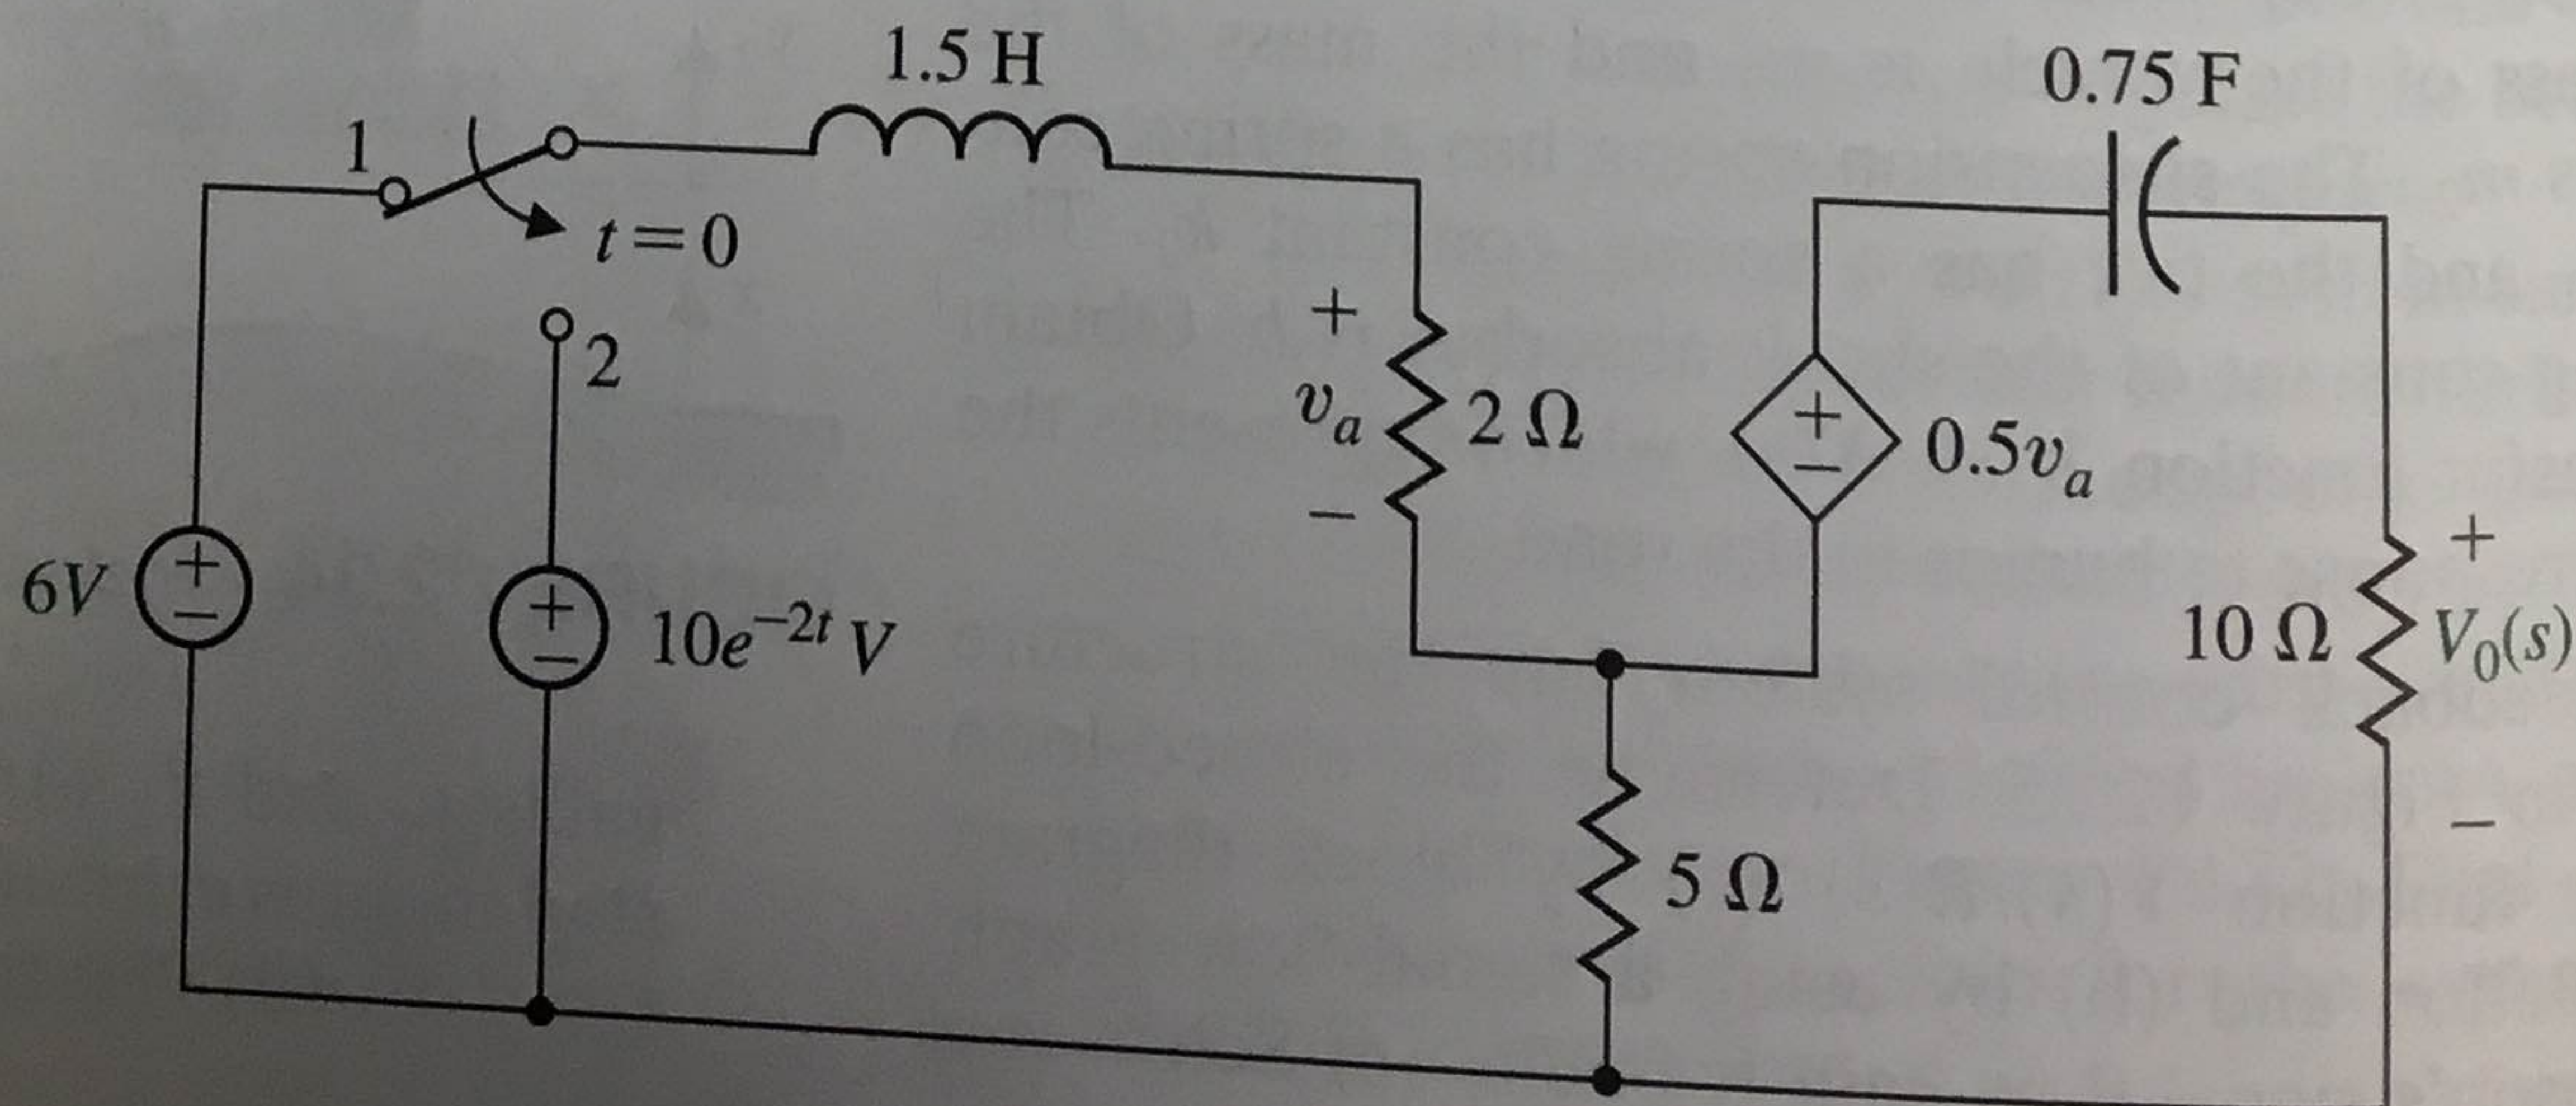 1.5 H
0.75 F
1
t=0
2
+
v_a
−
2 Ω
+
−
0.5v_a
6V
+
−
+
−
10e^{−2t} V
10 Ω
+
V_0(s)
−
5 Ω